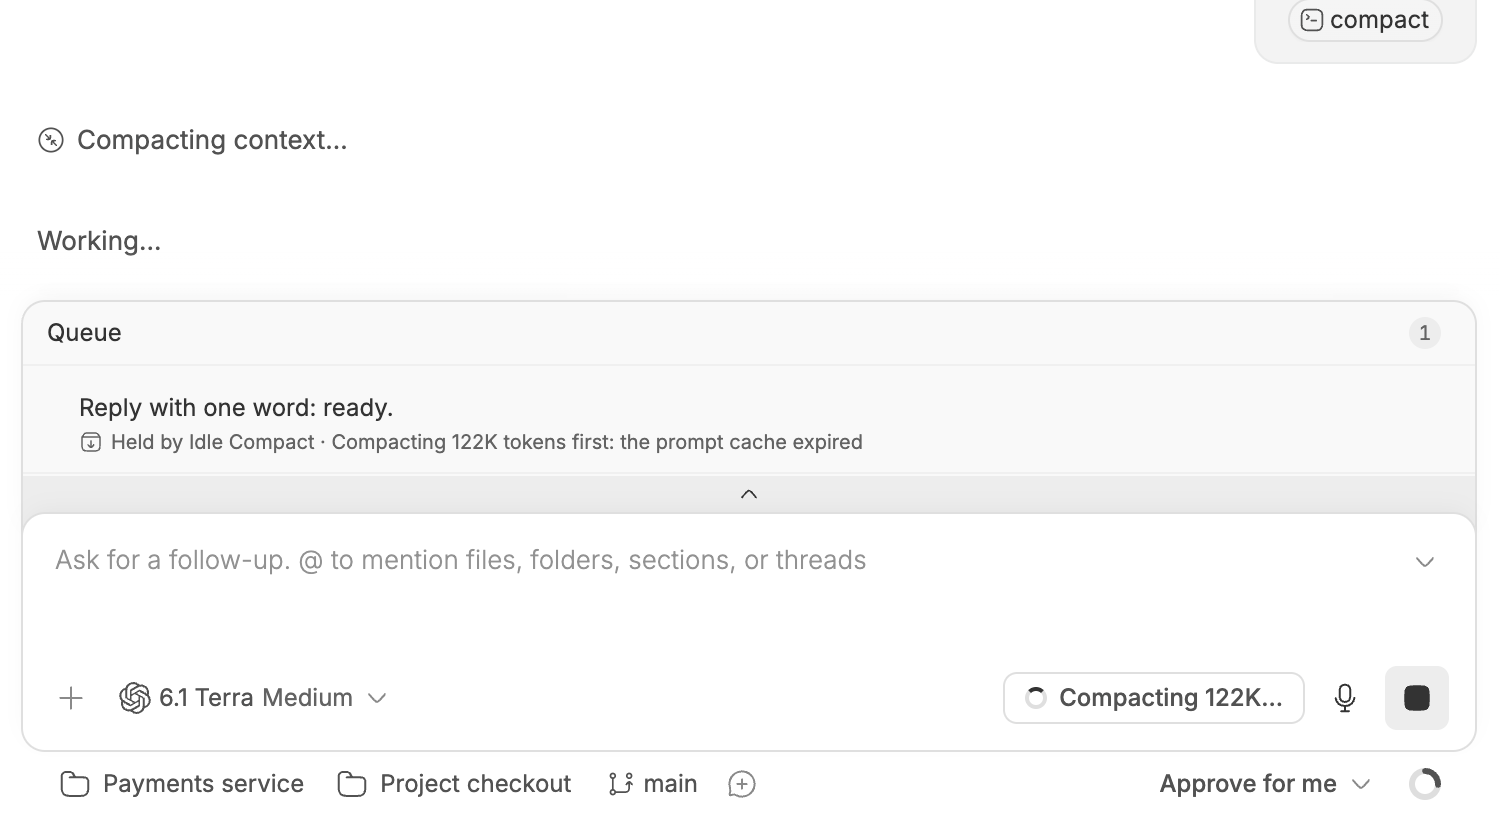 compact
Compacting context...
Working...
Queue
1
Reply with one word: ready.
Held by Idle Compact · Compacting 122K tokens first: the prompt cache expired
Ask for a follow-up. @ to mention files, folders, sections, or threads
6.1 Terra Medium
Compacting 122K...
Payments service
Project checkout
main
Approve for me